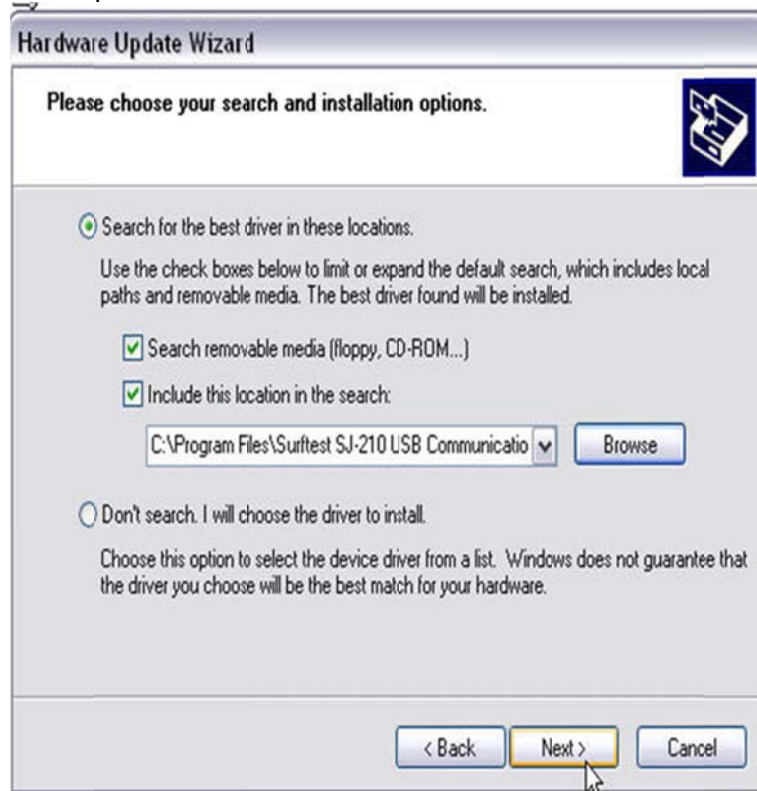 Hardware Update Wizard
Please choose your search and installation options.
Search for the best driver in these locations.
Use the check boxes below to limit or expand the default search, which includes local
paths and removable media. The best driver found will be installed.
Search removable media (floppy, CD-ROM...)
Include this location in the search:
C:\Program Files\Surftest SJ-210 USB Communicatio
Browse
Don't search. I will choose the driver to install.
Choose this option to select the device driver from a list. Windows does not guarantee that
the driver you choose will be the best match for your hardware.
< Back Next > Cancel